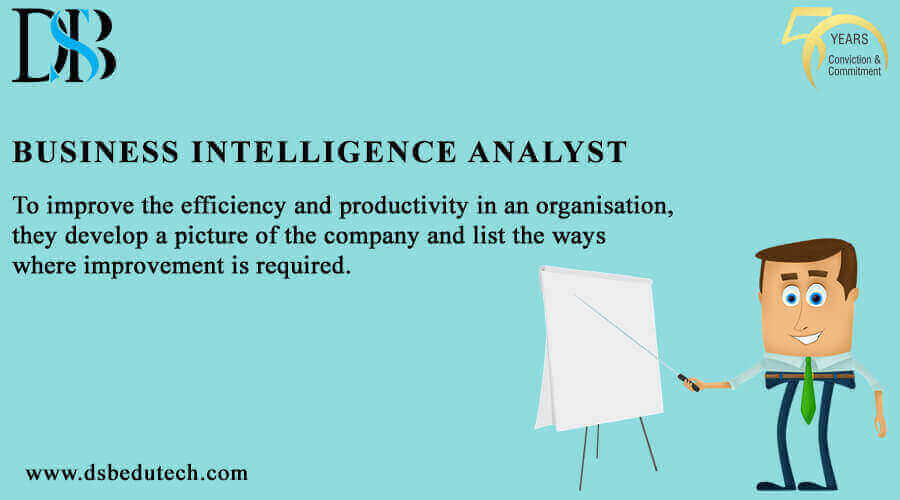 DSB
50 YEARS
Conviction &
Commitment
BUSINESS INTELLIGENCE ANALYST
To improve the efficiency and productivity in an organisation,
they develop a picture of the company and list the ways
where improvement is required.
www.dsbedutech.com